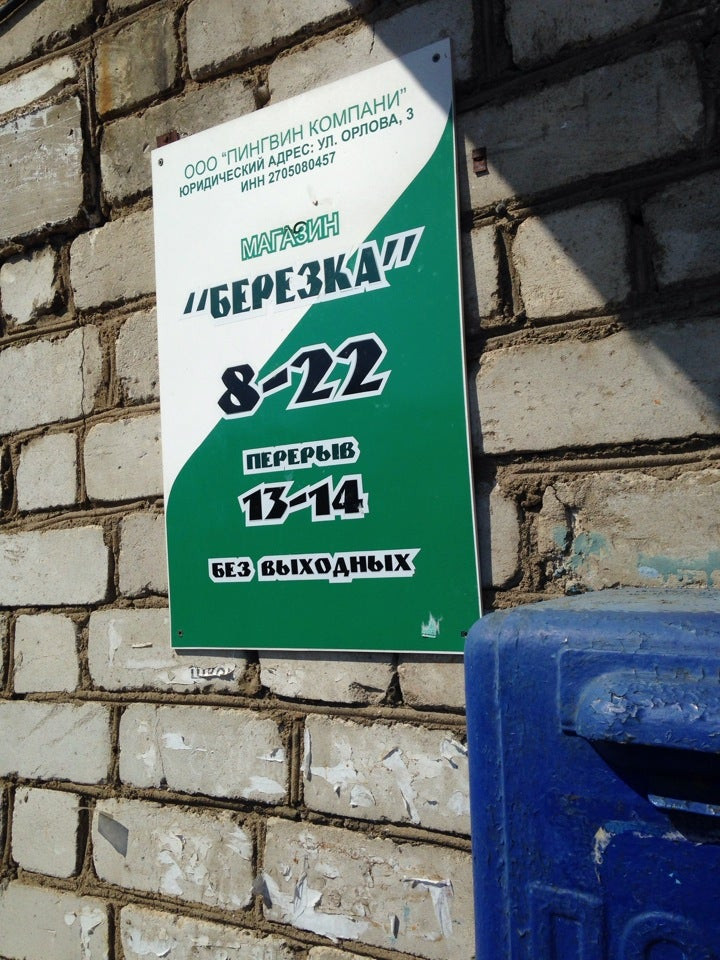 ООО "ПИНГВИН КОМПАНИ"
ЮРИДИЧЕСКИЙ АДРЕС: УЛ. ОРЛОВА, 3
ИНН 2705080457
МАГАЗИН
"БЕРЕЗКА"
8-22
ПЕРЕРЫВ
13-14
БЕЗ ВЫХОДНЫХ